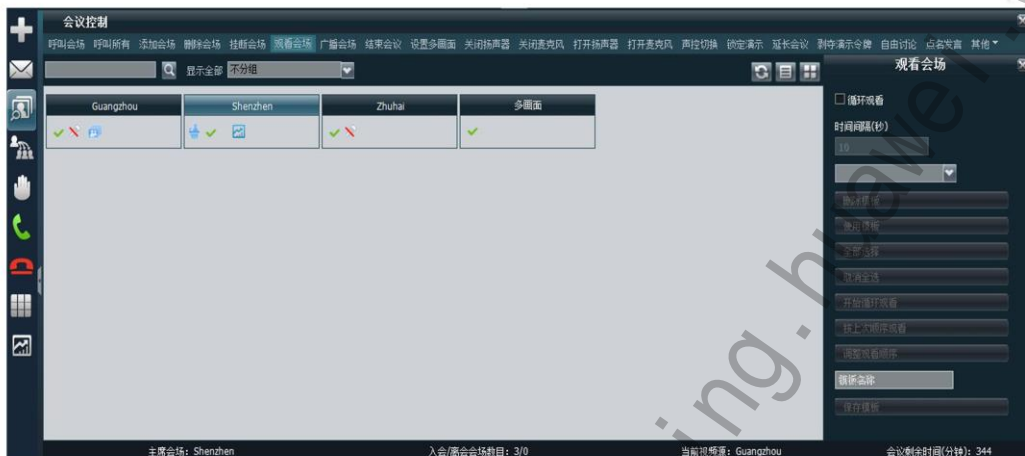 会议控制
呼叫会场 呼叫所有 添加会场 删除会场 挂断会场 观看会场 广播会场 结束会议 设置多画面 关闭扬声器 关闭麦克风 打开扬声器 打开麦克风 声控切换 锁定演示 延长会议 剥夺演示令牌 自由讨论 点名发言 其他
显示全部 不分组
观看会场
Guangzhou Shenzhen Zhuhai 多画面
循环观看
时间间隔(秒)
10
删除模板
使用模板
全部选择
取消全选
开始循环观看
按上次顺序观看
调整观看顺序
模板名称
保存模板
主席会场: Shenzhen 入会/离会会场数目: 3/0 当前视频源: Guangzhou 会议剩余时间(分钟): 344